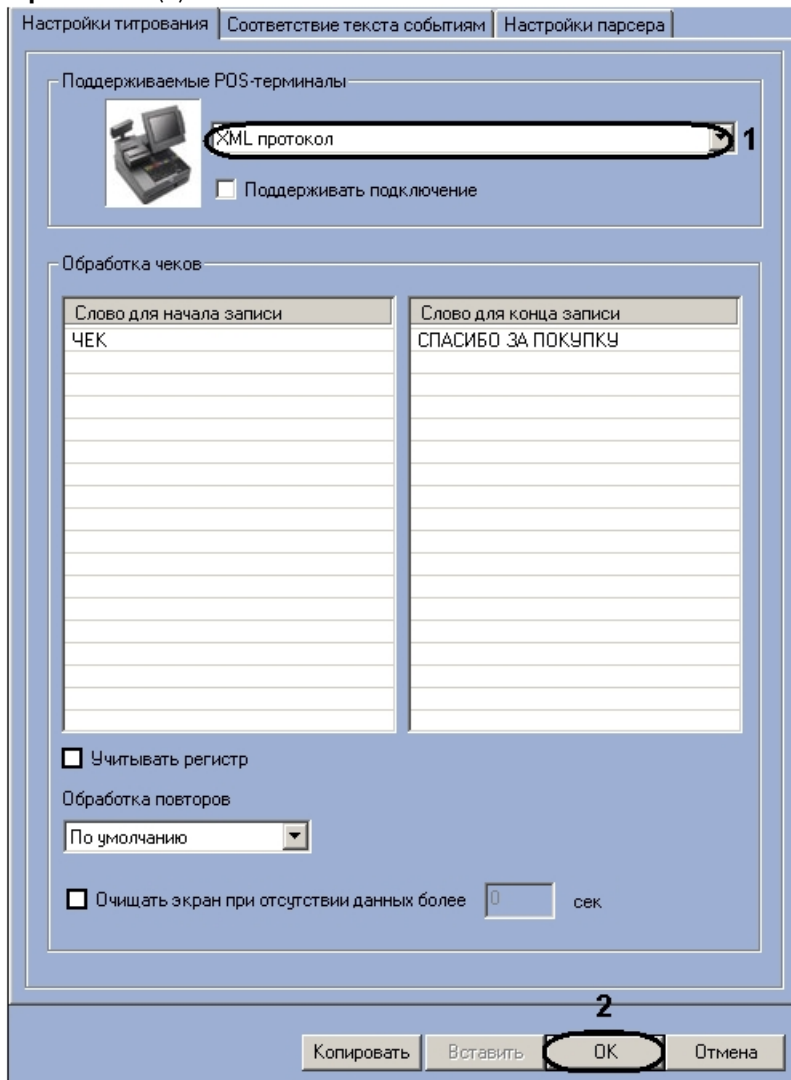 Настройки титрования Соответствие текста событиям Настройки парсера
Поддерживаемые POS-терминалы
XML протокол 1
Поддерживать подключение
Обработка чеков
Слово для начала записи Слово для конца записи
ЧЕК СПАСИБО ЗА ПОКУПКУ
Учитывать регистр
Обработка повторов
По умолчанию
Очищать экран при отсутствии данных более 0 сек
2
Копировать Вставить OK Отмена